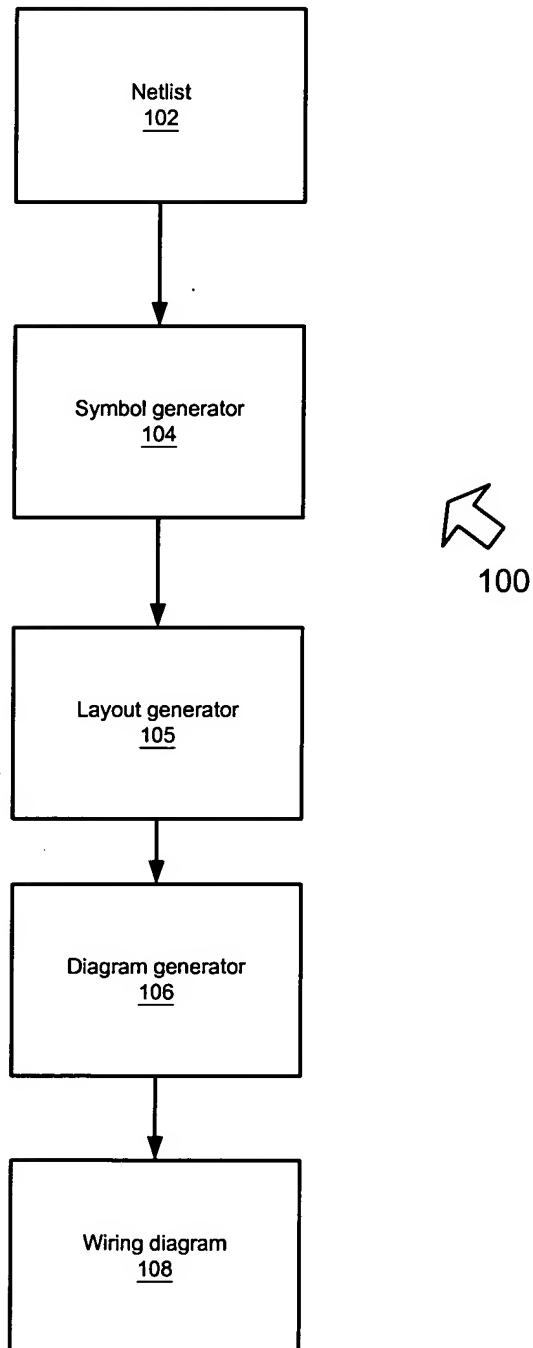 Netlist
102
Symbol generator
104
100
Layout generator
105
Diagram generator
106
Wiring diagram
108